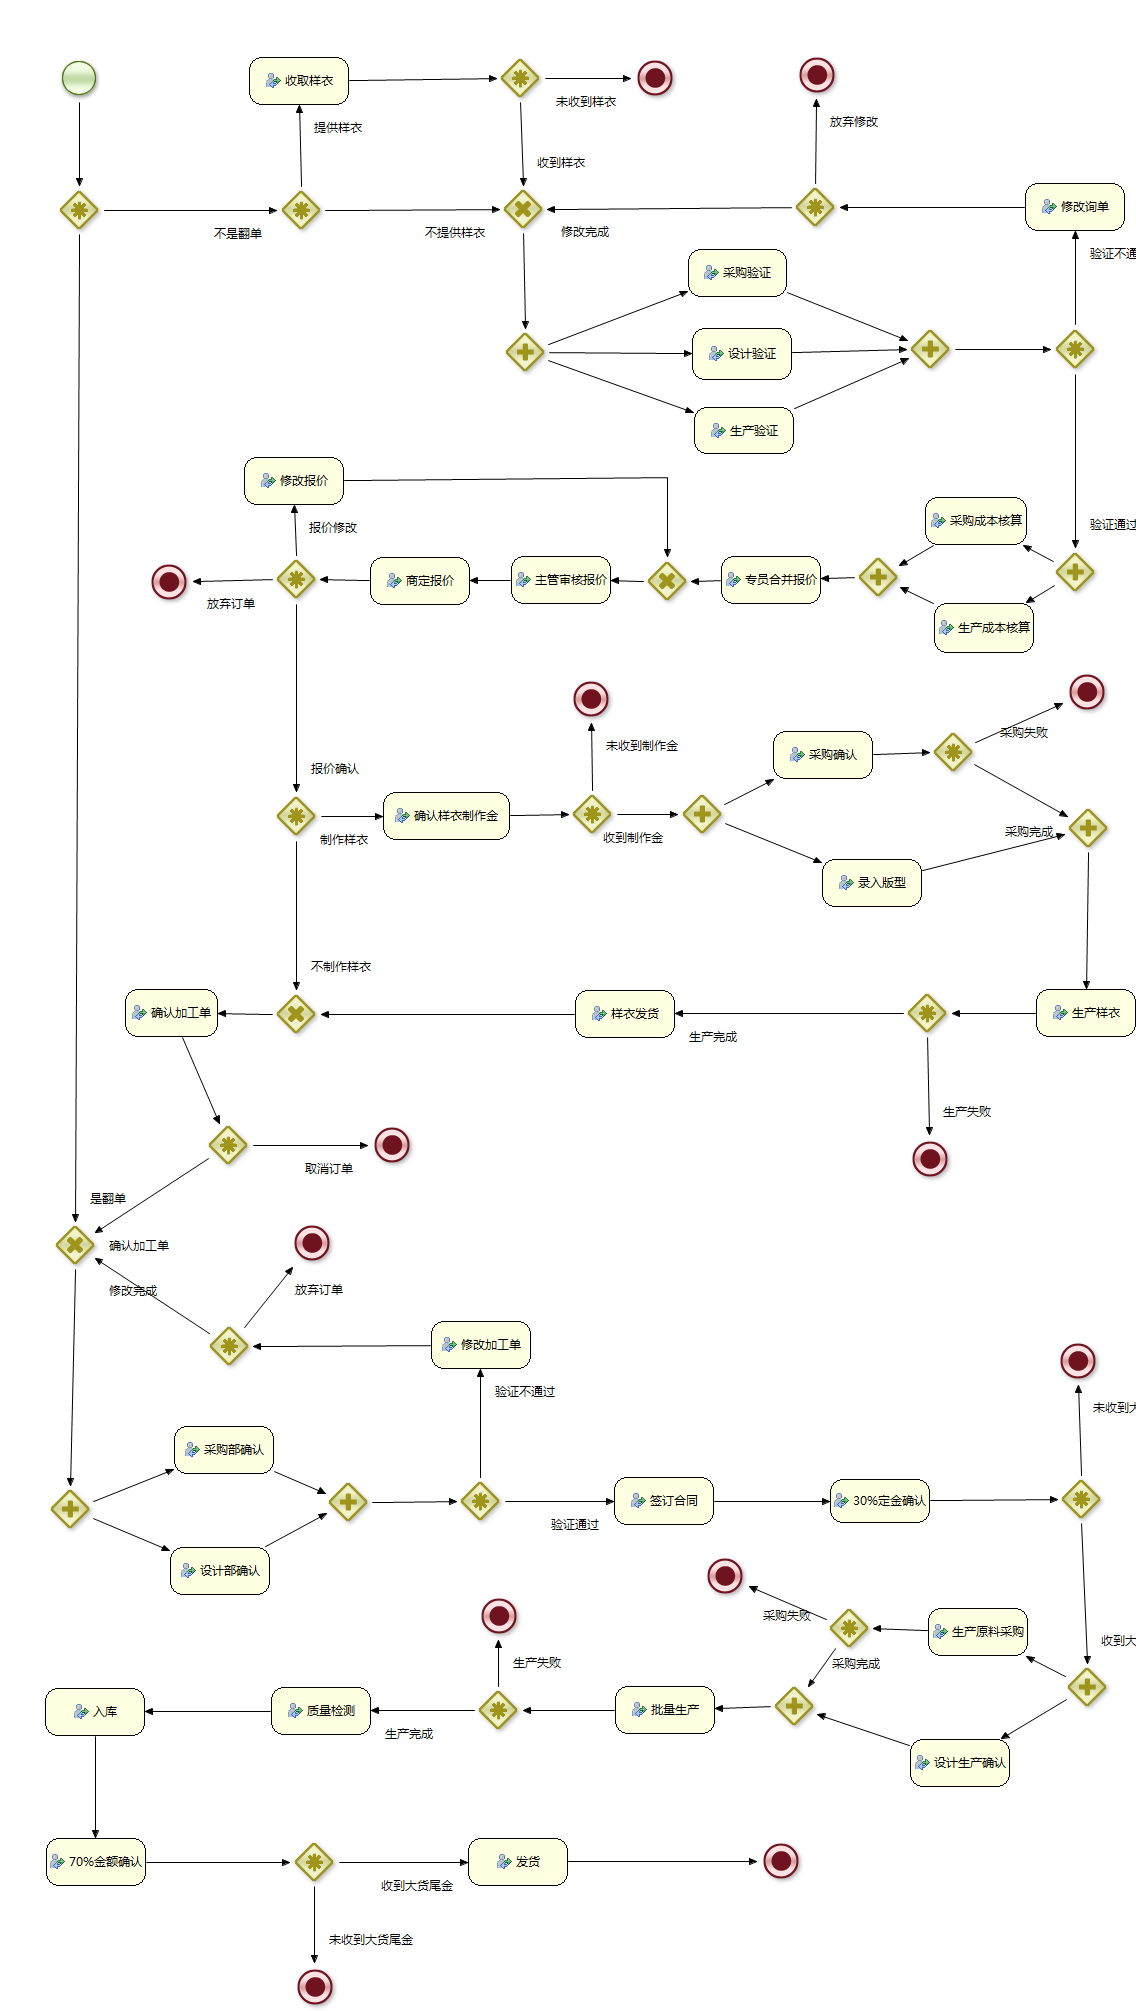 收取样衣
未收到样衣
放弃修改
提供样衣
收到样衣
修改询单
不是翻单
不提供样衣
修改完成
验证不通
采购验证
设计验证
生产验证
修改报价
报价修改
采购成本核算
验证通过
商定报价
主管审核报价
专员合并报价
放弃订单
生产成本核算
未收到制作金
采购确认
采购失败
报价确认
确认样衣制作金
制作样衣
收到制作金
采购完成
录入版型
不制作样衣
确认加工单
样衣发货
生产样衣
生产完成
生产失败
取消订单
是翻单
确认加工单
修改完成
放弃订单
修改加工单
验证不通过
未收到大
采购部确认
签订合同
30%定金确认
验证通过
设计部确认
采购失败
生产原料采购
收到大
生产失败
采购完成
入库
质量检测
批量生产
生产完成
设计生产确认
70%金额确认
发货
收到大货尾金
未收到大货尾金